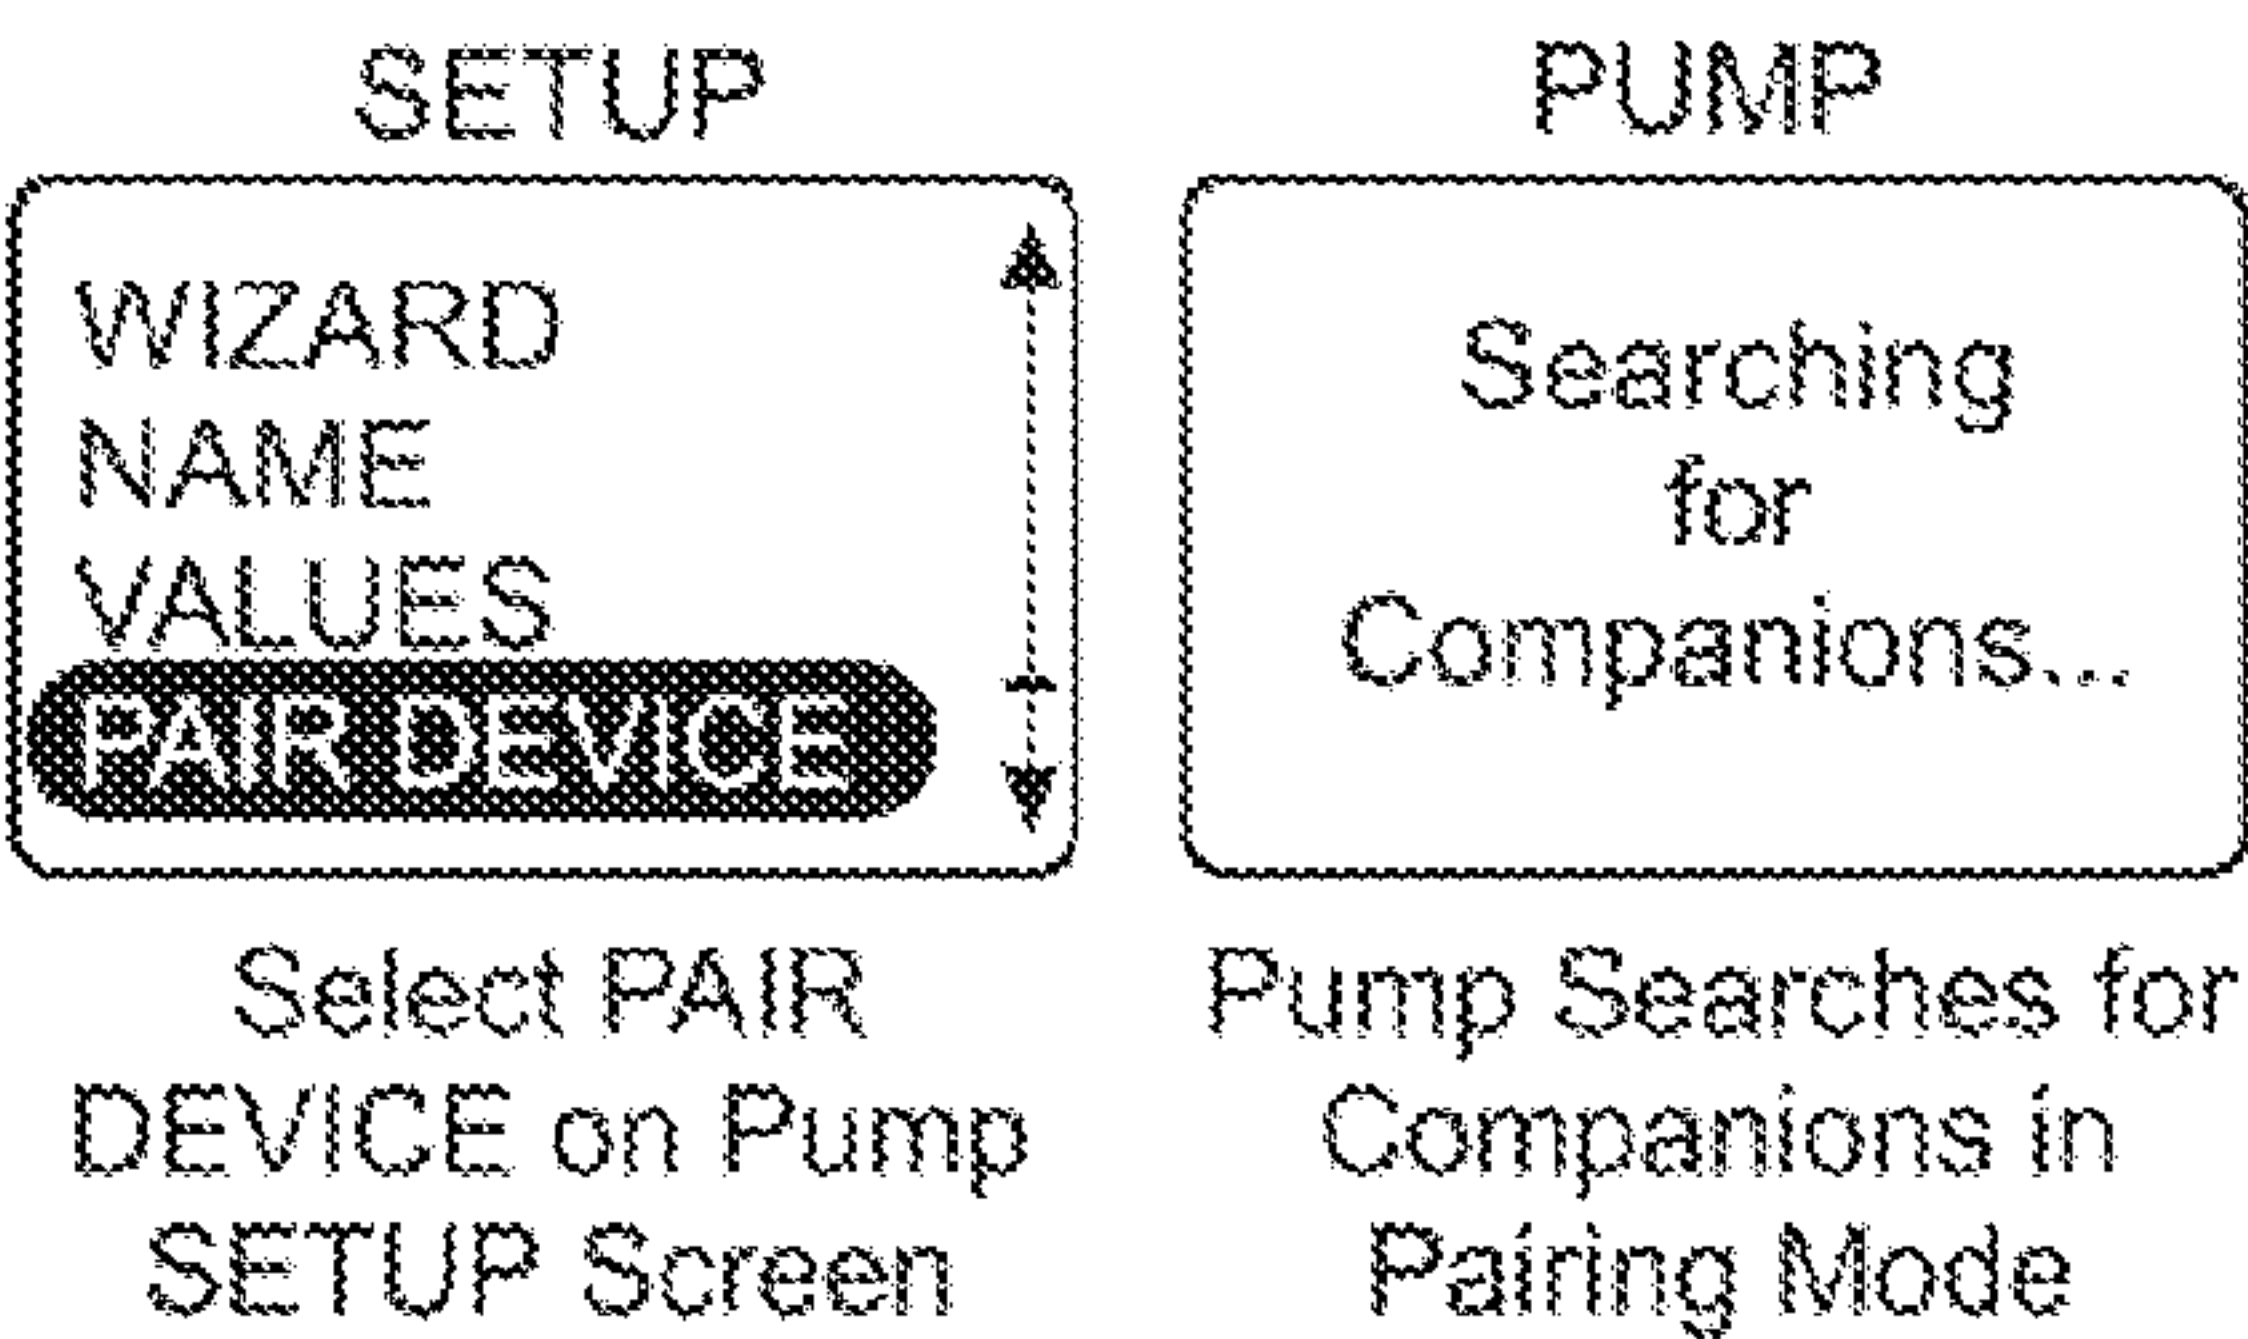 SETUP
WIZARD
NAME
VALUES
PAIR DEVICE
Select PAIR
DEVICE on Pump
SETUP Screen
PUMP
Searching
for
Companions...
Pump Searches for
Companions in
Pairing Mode